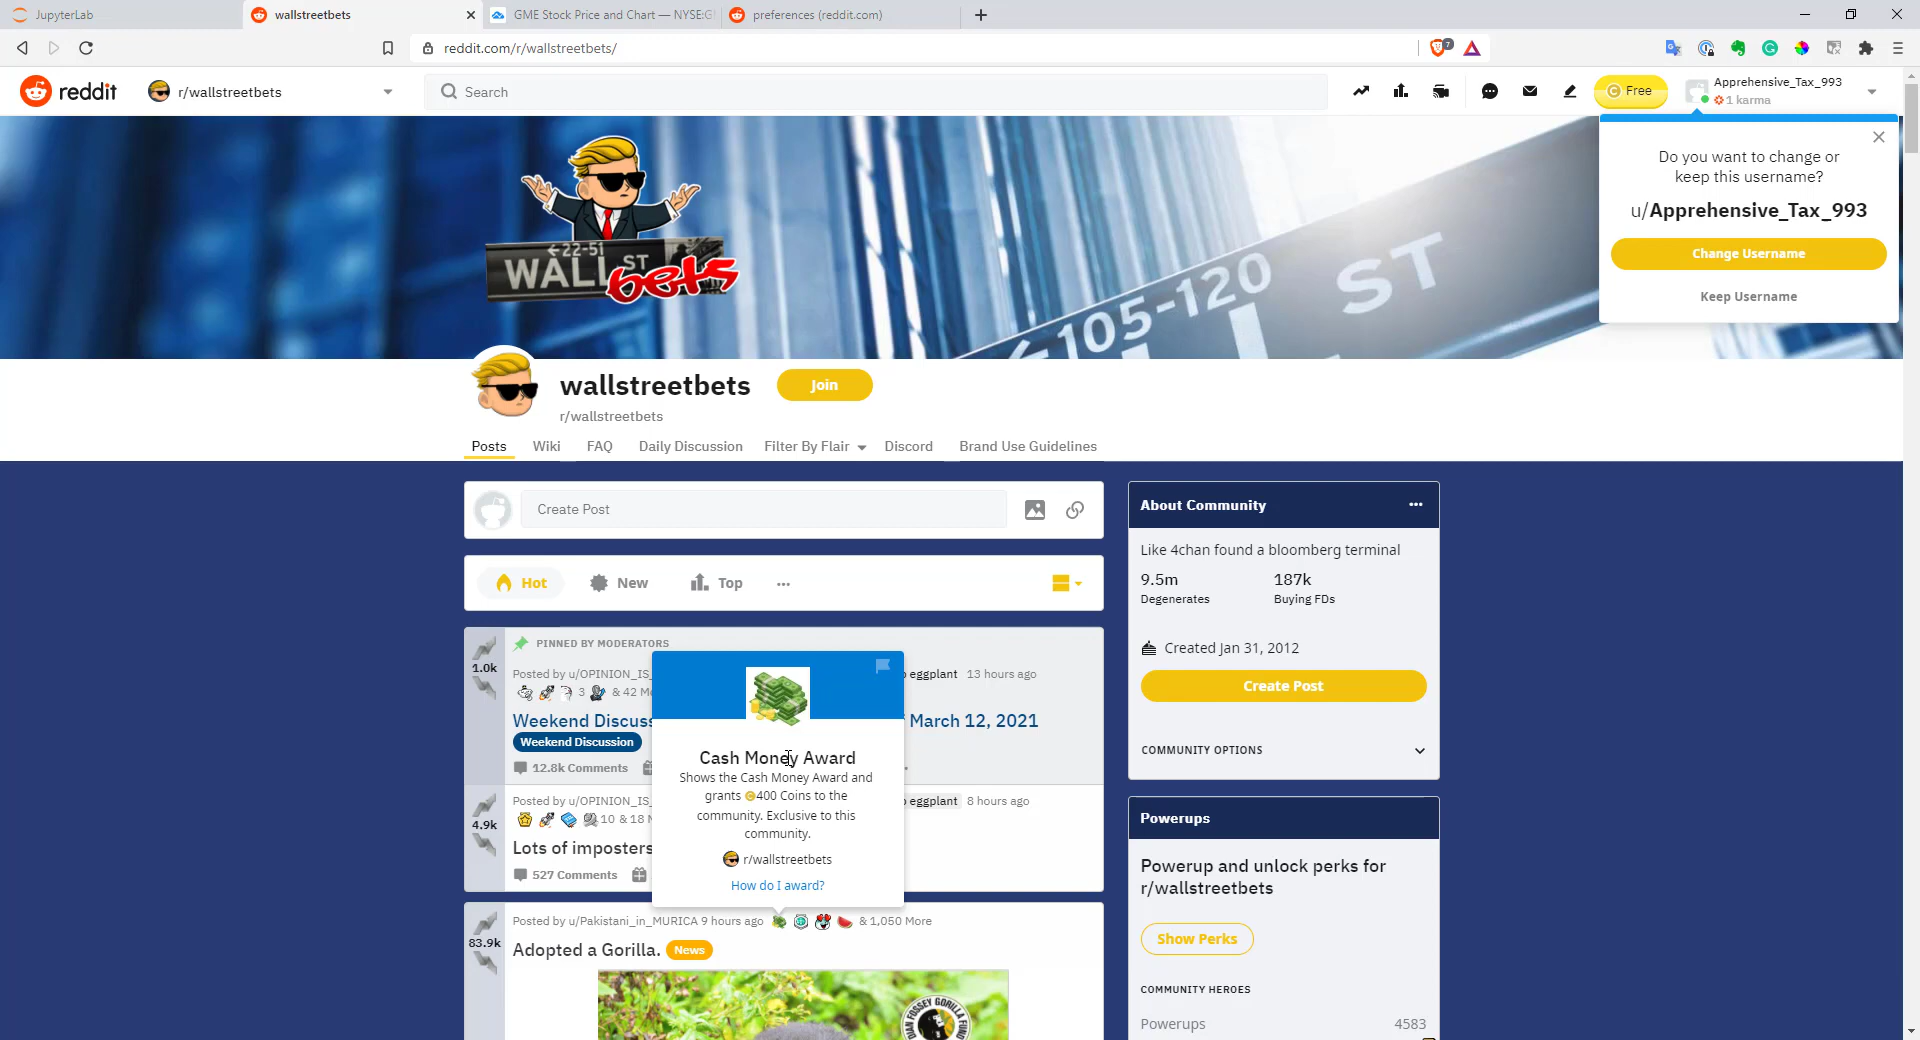 JupyterLab
wallstreetbets
GME Stock Price and Chart — NYSE:G
preferences (reddit.com)
reddit.com/r/wallstreetbets/
7
reddit
r/wallstreetbets
Search
Free
Apprehensive_Tax_993
1 karma
Do you want to change or
keep this username?
u/Apprehensive_Tax_993
Change Username
Keep Username
22-51
WALL ST bets
105-120
ST
wallstreetbets
Join
r/wallstreetbets
Posts
Wiki
FAQ
Daily Discussion
Filter By Flair
Discord
Brand Use Guidelines
Create Post
Hot
New
Top
About Community
Like 4chan found a bloomberg terminal
9.5m
187k
Degenerates
Buying FDs
Created Jan 31, 2012
Create Post
COMMUNITY OPTIONS
PINNED BY MODERATORS
1.0k
Posted by u/OPINION_IS_
eggplant 13 hours ago
3
& 42
Weekend
March 12, 2021
Weekend Discussion
12.8k Comments
Cash Money Award
Shows the Cash Money Award and
grants 400 Coins to the
community. Exclusive to this
community.
r/wallstreetbets
How do I award?
Posted by u/OPINION_IS_
eggplant 8 hours ago
4.9k
10 & 18
Lots of imposters
527 Comments
Powerups
Powerup and unlock perks for
r/wallstreetbets
Show Perks
COMMUNITY HEROES
Powerups
4583
83.9k
Posted by u/Pakistani_in_MURICA 9 hours ago
& 1,050 More
Adopted a Gorilla.
News
DIAN FOSSEY GORILLA FUND